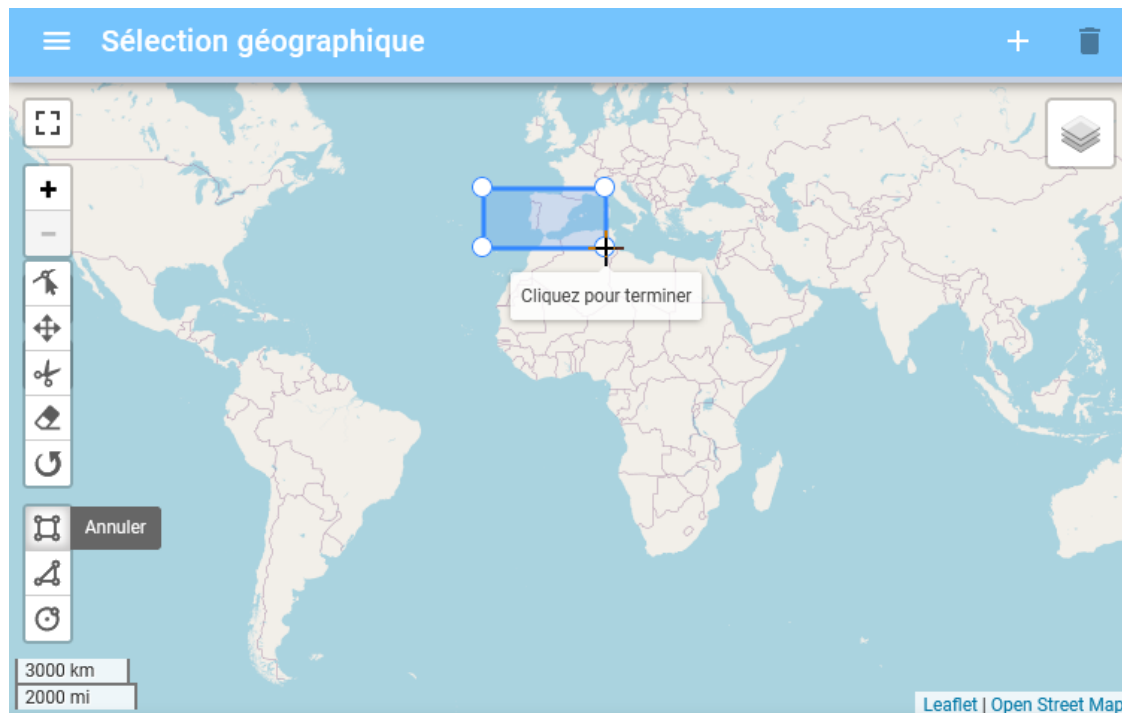 Sélection géographique
Cliquez pour terminer
Annuler
3000 km
2000 mi
Leaflet | Open Street Map